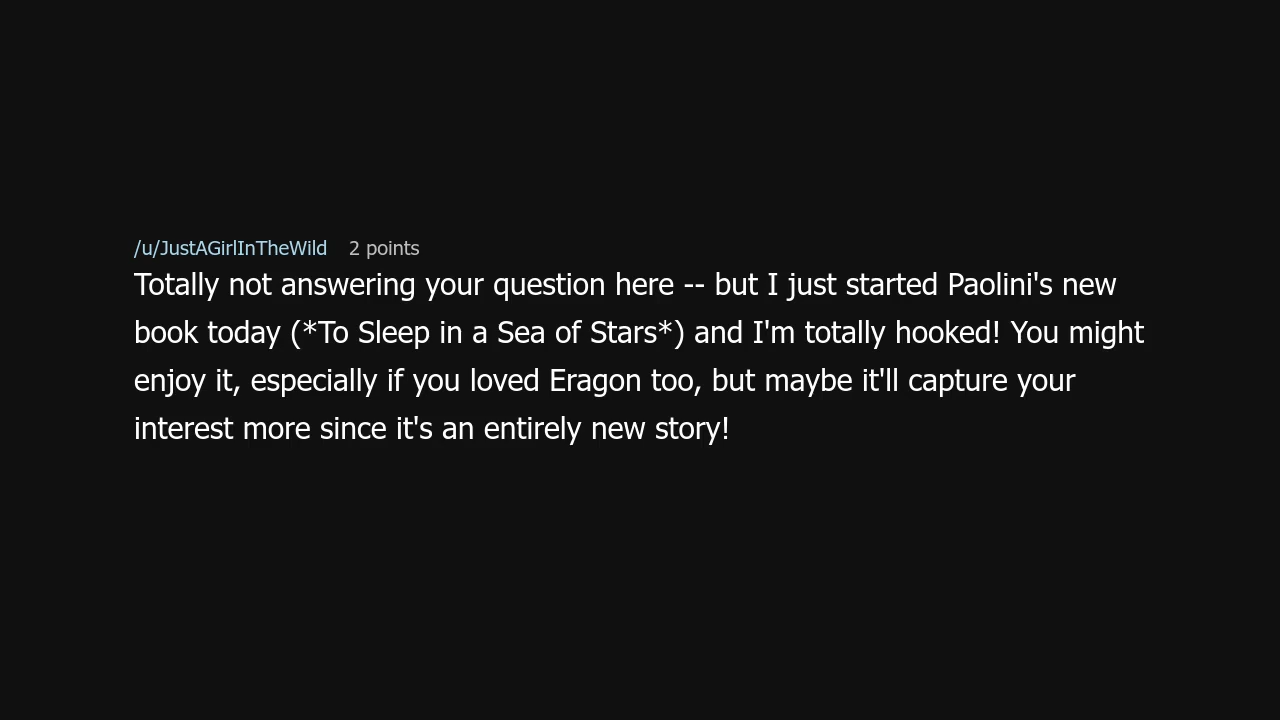 /u/JustAGirlInTheWild 2 points
Totally not answering your question here -- but I just started Paolini's new
book today (*To Sleep in a Sea of Stars*) and I'm totally hooked! You might
enjoy it, especially if you loved Eragon too, but maybe it'll capture your
interest more since it's an entirely new story!